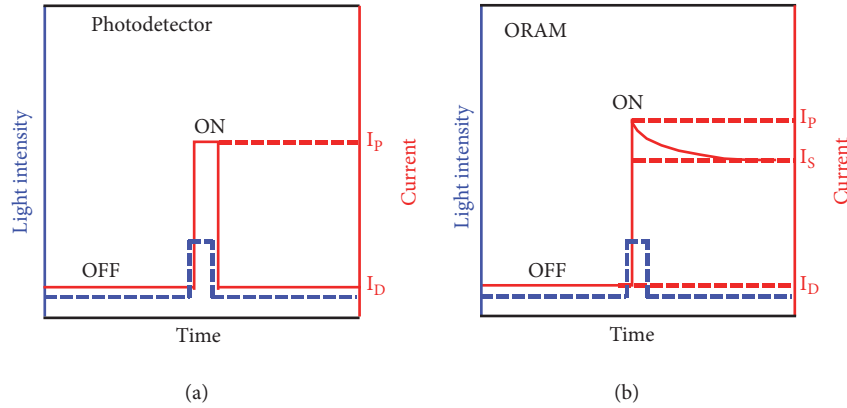 Photodetector
Light intensity
ON
OFF
I_P
I_D
Current
Time
(a)
ORAM
Light intensity
ON
OFF
I_P
I_S
I_D
Current
Time
(b)